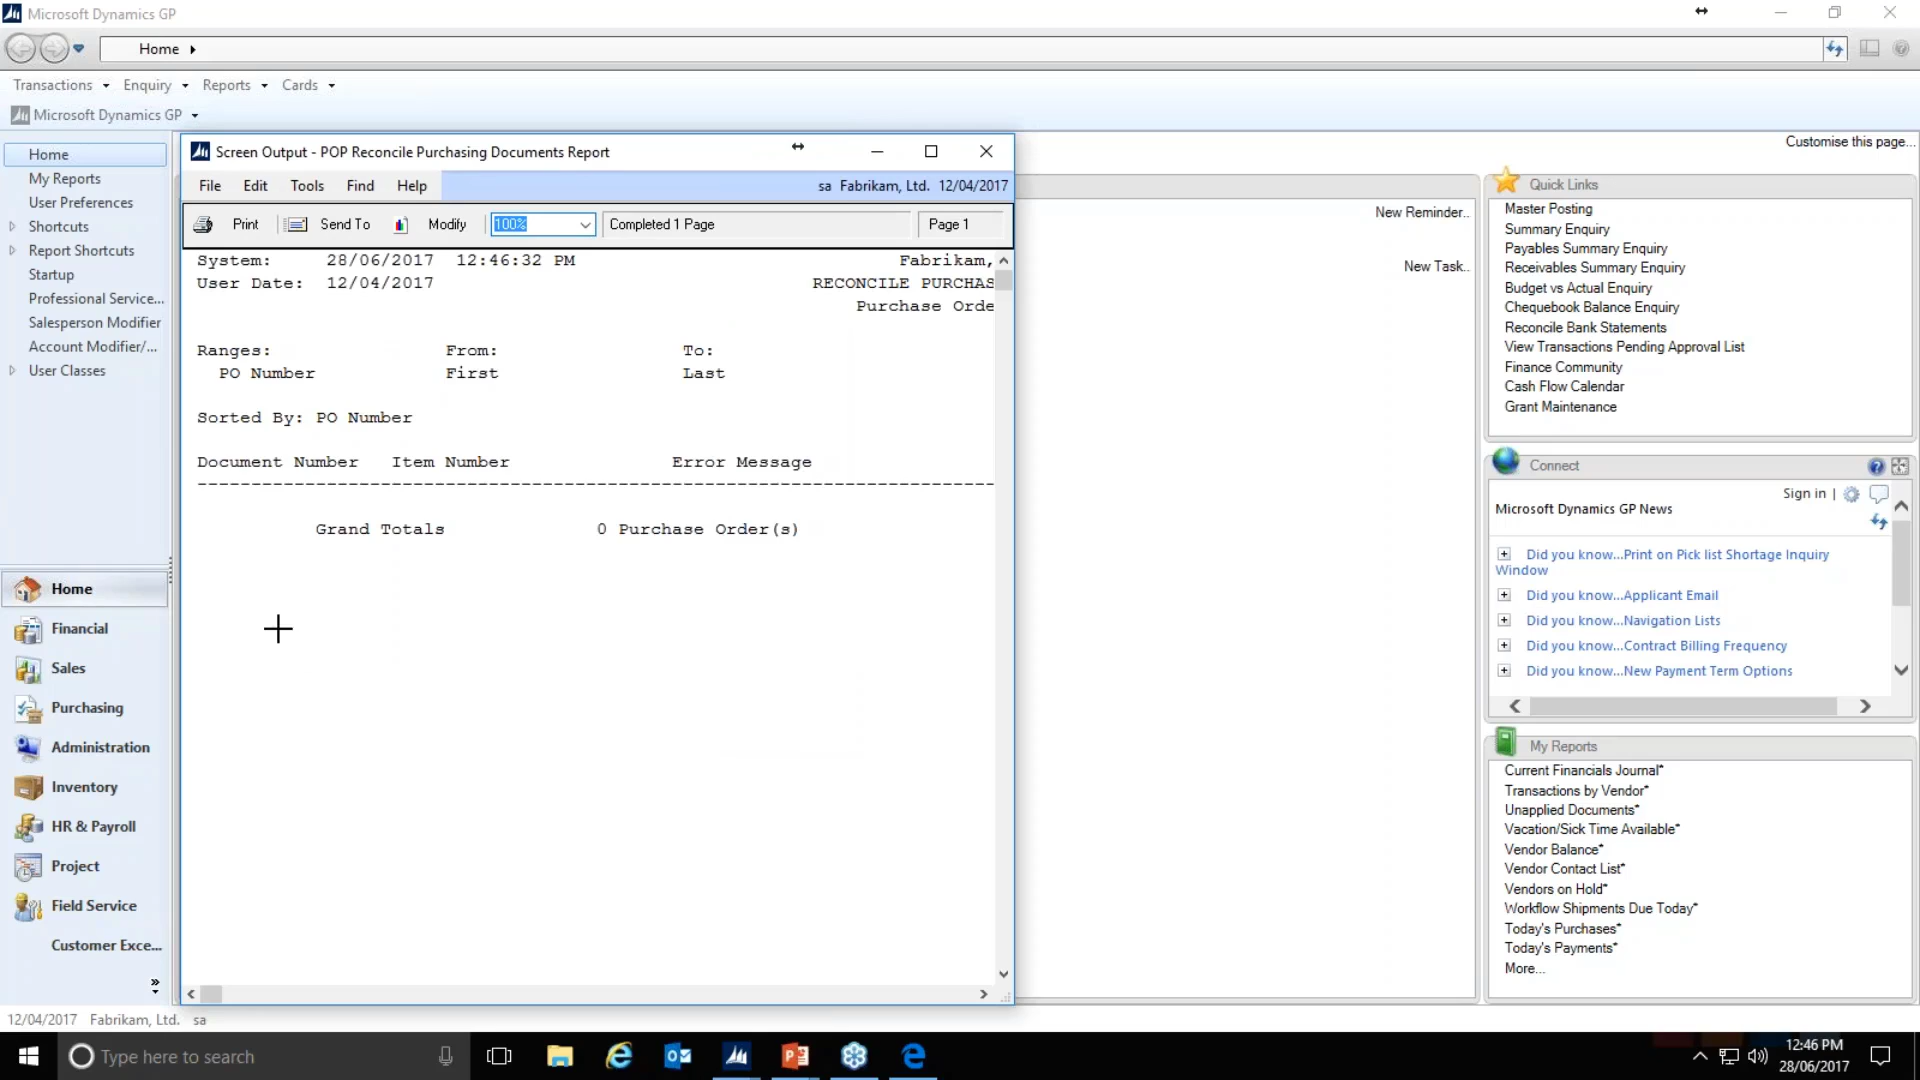 Microsoft Dynamics GP
Home
Transactions Enquiry Reports Cards
Microsoft Dynamics GP
Customise this page...
Home
My Reports
User Preferences
Shortcuts
Report Shortcuts
Startup
Professional Service...
Salesperson Modifier
Account Modifier/...
User Classes
Home
Financial
Sales
Purchasing
Administration
Inventory
HR & Payroll
Project
Field Service
Customer Exce...
Screen Output - POP Reconcile Purchasing Documents Report
File Edit Tools Find Help
sa Fabrikam, Ltd. 12/04/2017
Print Send To Modify 100% Completed 1 Page Page 1
System: 28/06/2017 12:46:32 PM Fabrikam,
User Date: 12/04/2017 RECONCILE PURCHAS
Purchase Orde
Ranges: From: To:
PO Number First Last
Sorted By: PO Number
Document Number Item Number Error Message
--------------------------------------------------------------------------
Grand Totals 0 Purchase Order(s)
New Reminder..
New Task..
Quick Links
Master Posting
Summary Enquiry
Payables Summary Enquiry
Receivables Summary Enquiry
Budget vs Actual Enquiry
Chequebook Balance Enquiry
Reconcile Bank Statements
View Transactions Pending Approval List
Finance Community
Cash Flow Calendar
Grant Maintenance
Connect
Sign in |
Microsoft Dynamics GP News
Did you know...Print on Pick list Shortage Inquiry
Window
Did you know...Applicant Email
Did you know...Navigation Lists
Did you know...Contract Billing Frequency
Did you know...New Payment Term Options
My Reports
Current Financials Journal*
Transactions by Vendor*
Unapplied Documents*
Vacation/Sick Time Available*
Vendor Balance*
Vendor Contact List*
Vendors on Hold*
Workflow Shipments Due Today*
Today's Purchases*
Today's Payments*
More...
12/04/2017 Fabrikam, Ltd. sa
Type here to search
12:46 PM
28/06/2017